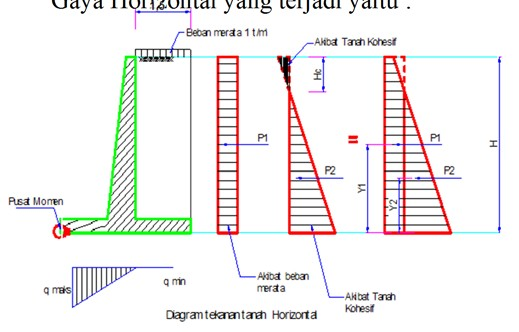 Gaya Horizontal yang terjadi yaitu :
Beban merata 1 t/m
Akibat Tanah Kohesif
Hc
P1
P2
=
P1
P2
Y1
Y2
H
Pusat Momen
q maks
q min
Akibat beban
merata
Akibat Tanah
Kohesif
Diagram tekanan tanah Horizontal